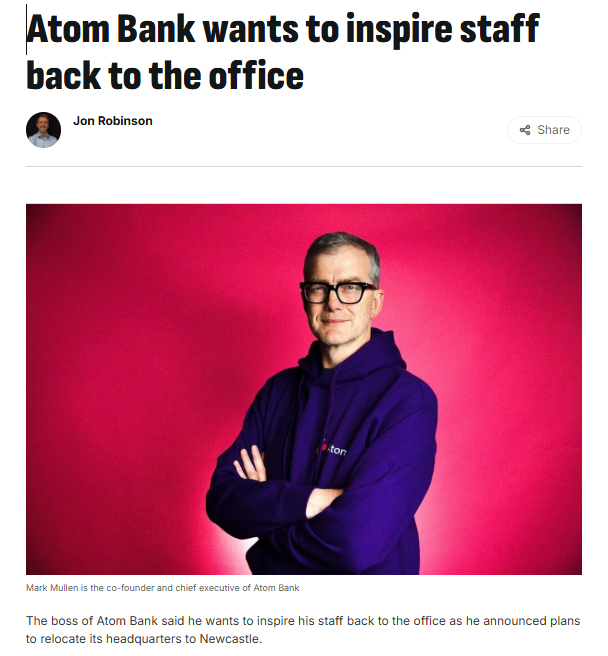 Atom Bank wants to inspire staff
back to the office
Jon Robinson
Share
atom
Mark Mullen is the co-founder and chief executive of Atom Bank
The boss of Atom Bank said he wants to inspire his staff back to the office as he announced plans
to relocate its headquarters to Newcastle.